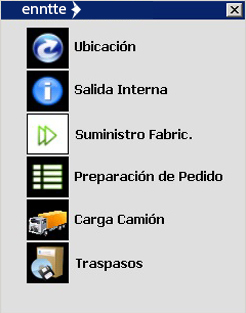 enntte
Ubicación
Salida Interna
Suministro Fabric.
Preparación de Pedido
Carga Camión
Traspasos